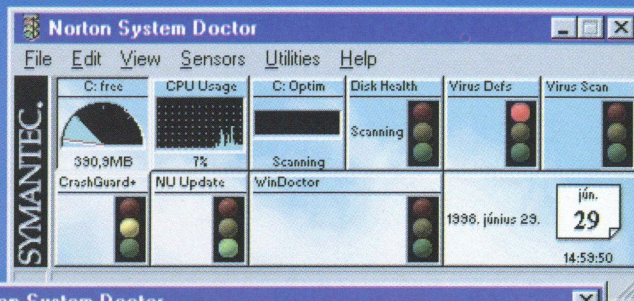 Norton System Doctor
File Edit View Sensors Utilities Help
SYMANTEC.
C: free
CPU Usage
C: Optim
Disk Health
Virus Defs
Virus Scan
Scanning
390,9MB
7%
Scanning
CrashGuard+
NU Update
WinDoctor
1998. június 29.
jún.
29
14:59:50
on System Doctor